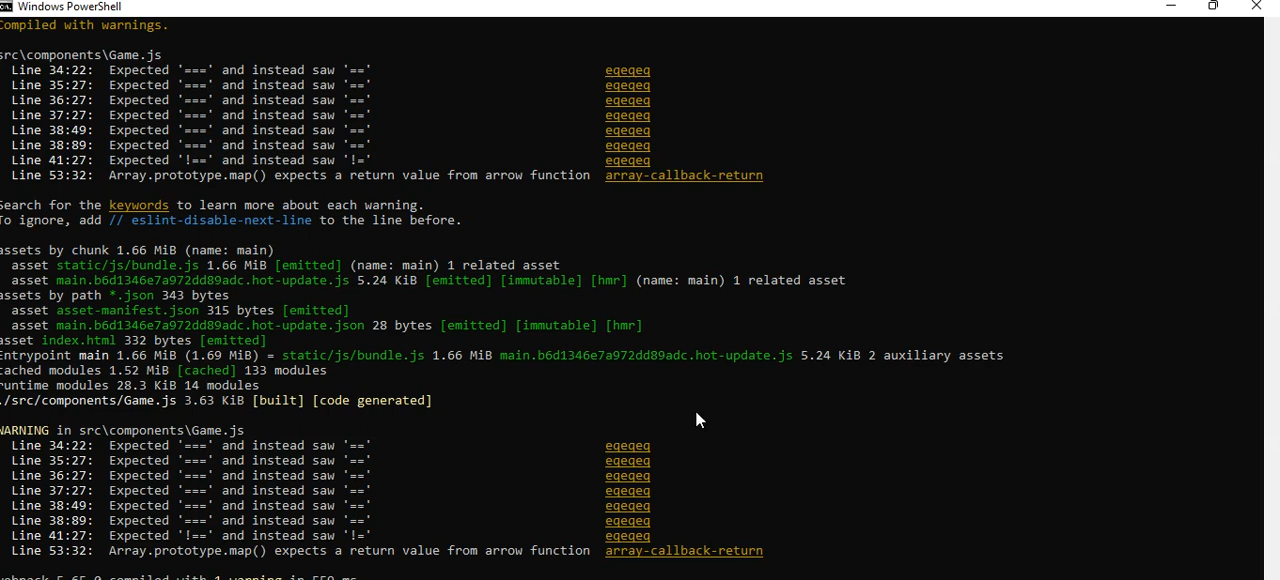 Windows PowerShell
Compiled with warnings.
src\components\Game.js
Line 34:22: Expected '===' and instead saw '==' eqeqeq
Line 35:27: Expected '===' and instead saw '==' eqeqeq
Line 36:27: Expected '===' and instead saw '==' eqeqeq
Line 37:27: Expected '===' and instead saw '==' eqeqeq
Line 38:49: Expected '===' and instead saw '==' eqeqeq
Line 38:89: Expected '===' and instead saw '==' eqeqeq
Line 41:27: Expected '!==' and instead saw '!=' eqeqeq
Line 53:32: Array.prototype.map() expects a return value from arrow function array-callback-return
Search for the keywords to learn more about each warning.
To ignore, add // eslint-disable-next-line to the line before.
assets by chunk 1.66 MiB (name: main)
asset static/js/bundle.js 1.66 MiB [emitted] (name: main) 1 related asset
asset main.b6d1346e7a972dd89adc.hot-update.js 5.24 KiB [emitted] [immutable] [hmr] (name: main) 1 related asset
assets by path *.json 343 bytes
asset asset-manifest.json 315 bytes [emitted]
asset main.b6d1346e7a972dd89adc.hot-update.json 28 bytes [emitted] [immutable] [hmr]
asset index.html 332 bytes [emitted]
Entrypoint main 1.66 MiB (1.69 MiB) = static/js/bundle.js 1.66 MiB main.b6d1346e7a972dd89adc.hot-update.js 5.24 KiB 2 auxiliary assets
cached modules 1.52 MiB [cached] 133 modules
runtime modules 28.3 KiB 14 modules
./src/components/Game.js 3.63 KiB [built] [code generated]
WARNING in src\components\Game.js
Line 34:22: Expected '===' and instead saw '==' eqeqeq
Line 35:27: Expected '===' and instead saw '==' eqeqeq
Line 36:27: Expected '===' and instead saw '==' eqeqeq
Line 37:27: Expected '===' and instead saw '==' eqeqeq
Line 38:49: Expected '===' and instead saw '==' eqeqeq
Line 38:89: Expected '===' and instead saw '==' eqeqeq
Line 41:27: Expected '!==' and instead saw '!=' eqeqeq
Line 53:32: Array.prototype.map() expects a return value from arrow function array-callback-return
webpack 5.65.0 compiled with 1 warning in 559 ms